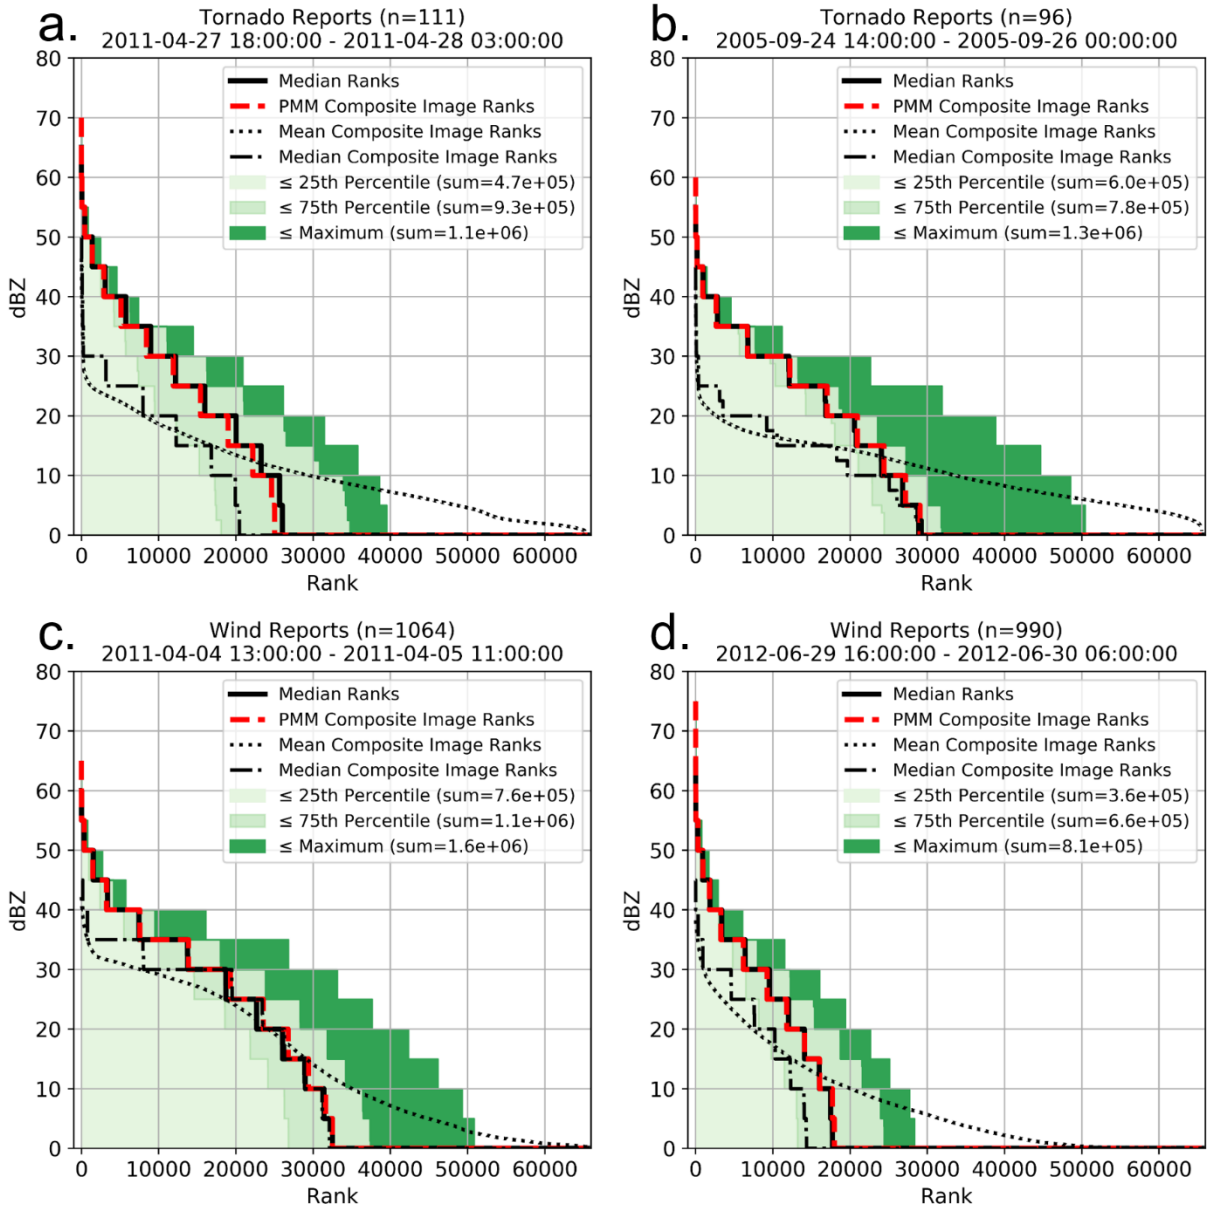 a.
Tornado Reports (n=111)
2011-04-27 18:00:00 - 2011-04-28 03:00:00
80
70
60
50
40
30
20
10
0
dBZ
Median Ranks
PMM Composite Image Ranks
Mean Composite Image Ranks
Median Composite Image Ranks
≤ 25th Percentile (sum=4.7e+05)
≤ 75th Percentile (sum=9.3e+05)
≤ Maximum (sum=1.1e+06)
0 10000 20000 30000 40000 50000 60000
Rank
b.
Tornado Reports (n=96)
2005-09-24 14:00:00 - 2005-09-26 00:00:00
80
70
60
50
40
30
20
10
0
dBZ
Median Ranks
PMM Composite Image Ranks
Mean Composite Image Ranks
Median Composite Image Ranks
≤ 25th Percentile (sum=6.0e+05)
≤ 75th Percentile (sum=7.8e+05)
≤ Maximum (sum=1.3e+06)
0 10000 20000 30000 40000 50000 60000
Rank
c.
Wind Reports (n=1064)
2011-04-04 13:00:00 - 2011-04-05 11:00:00
80
70
60
50
40
30
20
10
0
dBZ
Median Ranks
PMM Composite Image Ranks
Mean Composite Image Ranks
Median Composite Image Ranks
≤ 25th Percentile (sum=7.6e+05)
≤ 75th Percentile (sum=1.1e+06)
≤ Maximum (sum=1.6e+06)
0 10000 20000 30000 40000 50000 60000
Rank
d.
Wind Reports (n=990)
2012-06-29 16:00:00 - 2012-06-30 06:00:00
80
70
60
50
40
30
20
10
0
dBZ
Median Ranks
PMM Composite Image Ranks
Mean Composite Image Ranks
Median Composite Image Ranks
≤ 25th Percentile (sum=3.6e+05)
≤ 75th Percentile (sum=6.6e+05)
≤ Maximum (sum=8.1e+05)
0 10000 20000 30000 40000 50000 60000
Rank